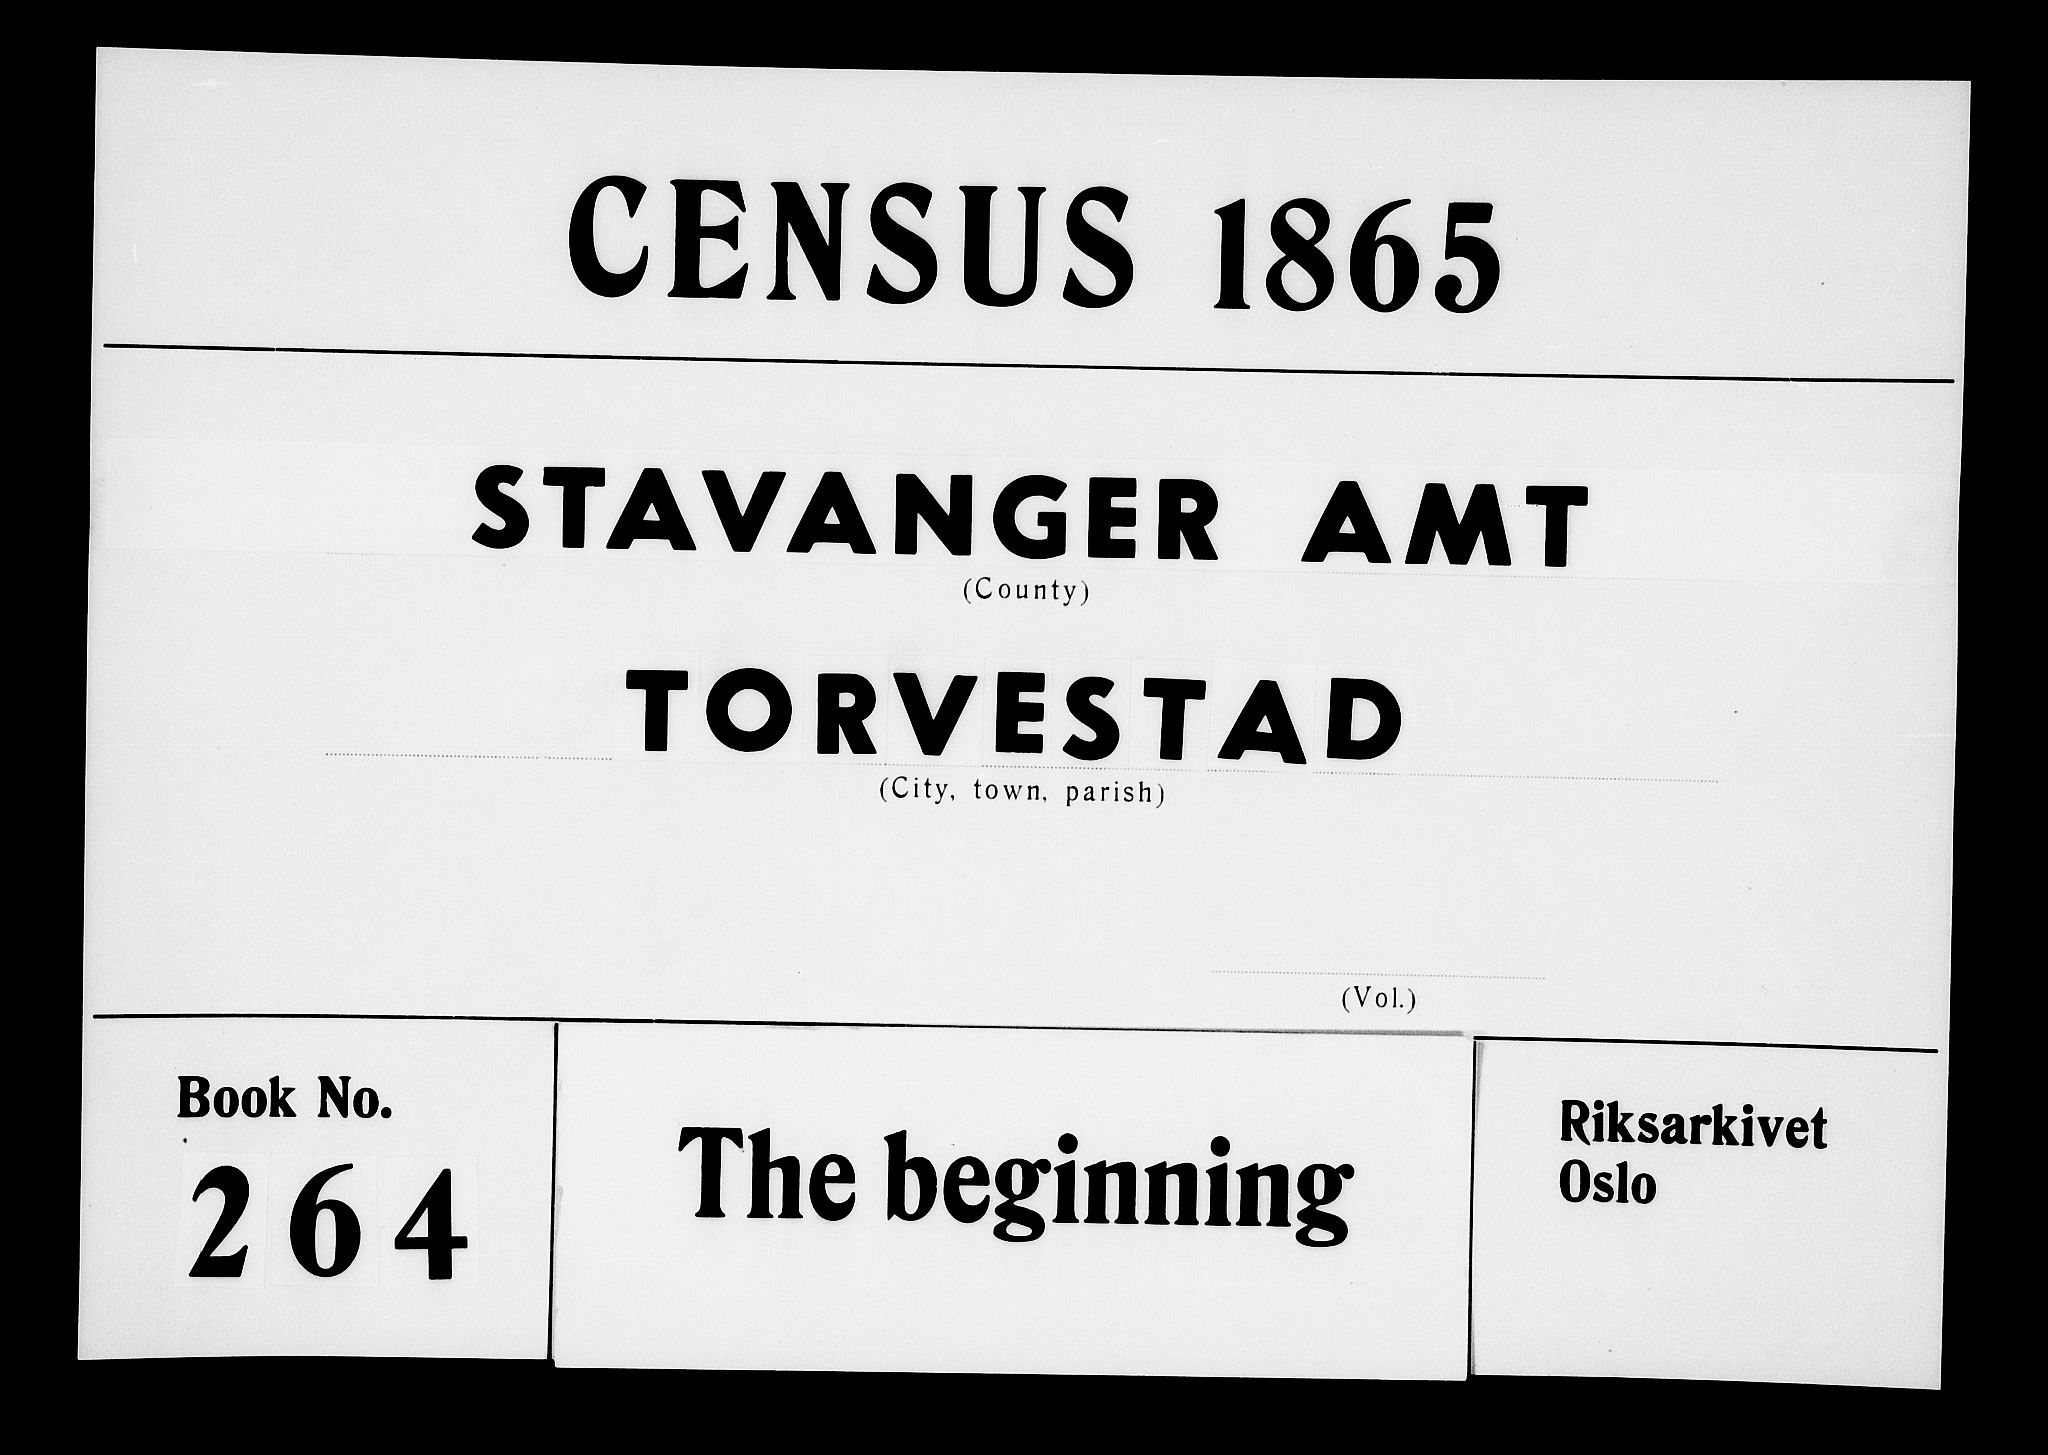 CENSUS 1865
STAVANGER AMT
(County)
TORVESTAD
(City, town, parish)
(Vol.)
Book No.
264
The beginning
Riksarkivet
Oslo